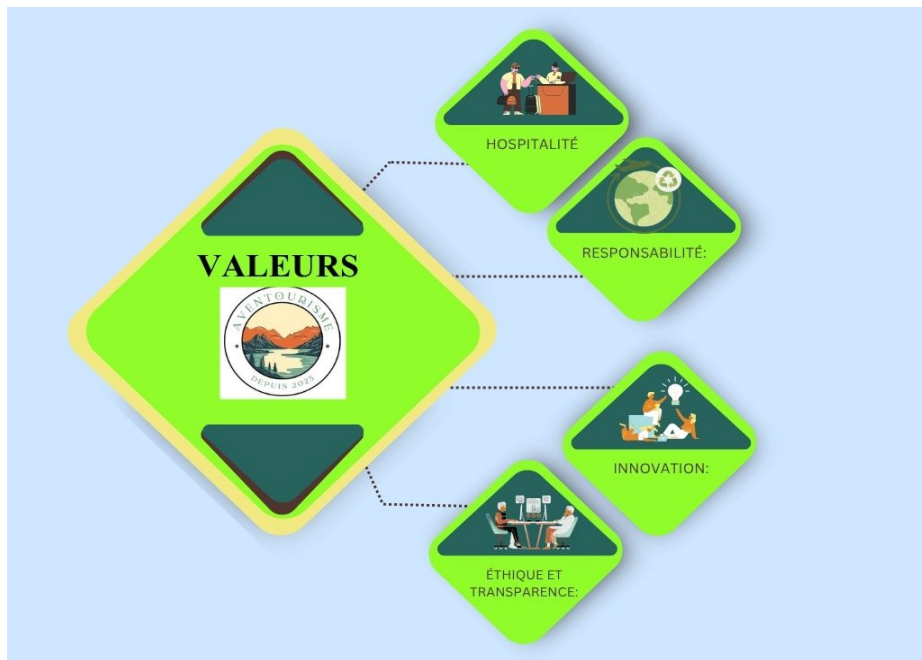 VALEURS
AVENTOURISME
DEPUIS 2025
HOSPITALITÉ
RESPONSABILITÉ:
INNOVATION:
ÉTHIQUE ET
TRANSPARENCE: